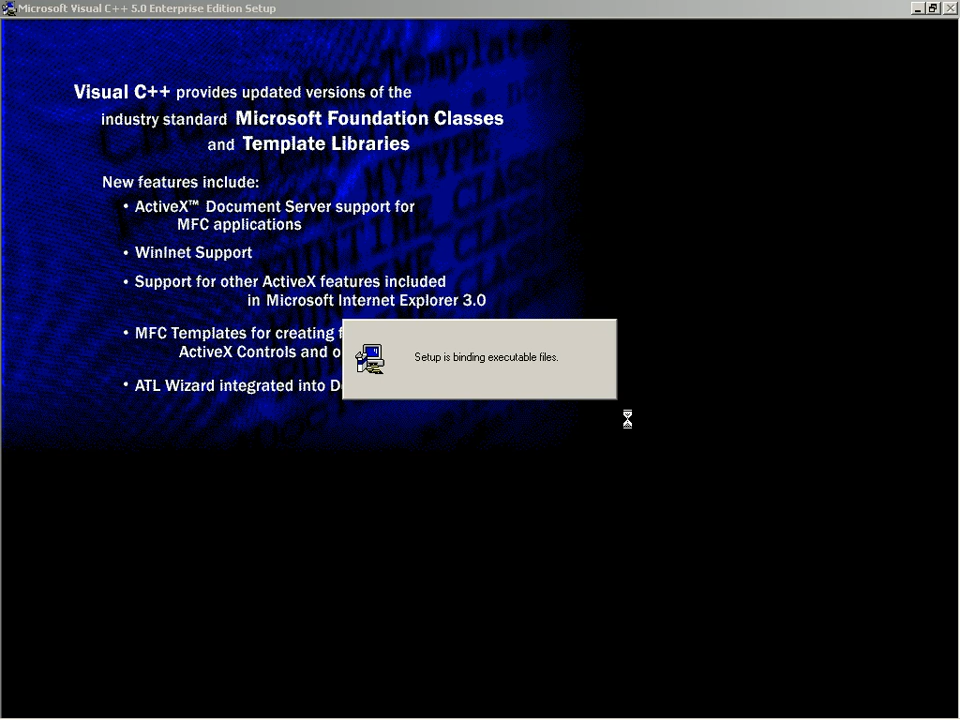 Microsoft Visual C++ 5.0 Enterprise Edition Setup
Visual C++ provides updated versions of the
industry standard Microsoft Foundation Classes
and Template Libraries
New features include:
• ActiveX™ Document Server support for
MFC applications
• WinInet Support
• Support for other ActiveX features included
in Microsoft Internet Explorer 3.0
• MFC Templates for creating
ActiveX Controls and
• ATL Wizard integrated into
Setup is binding executable files.